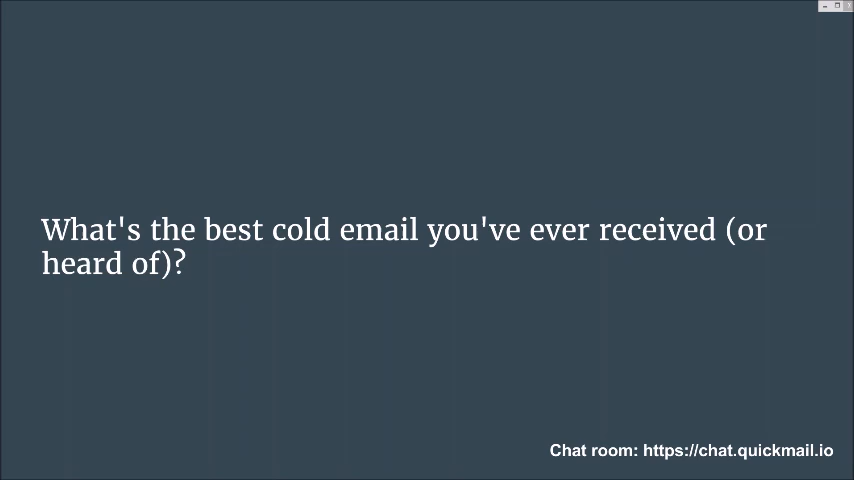 What's the best cold email you've ever received (or
heard of)?
Chat room: https://chat.quickmail.io